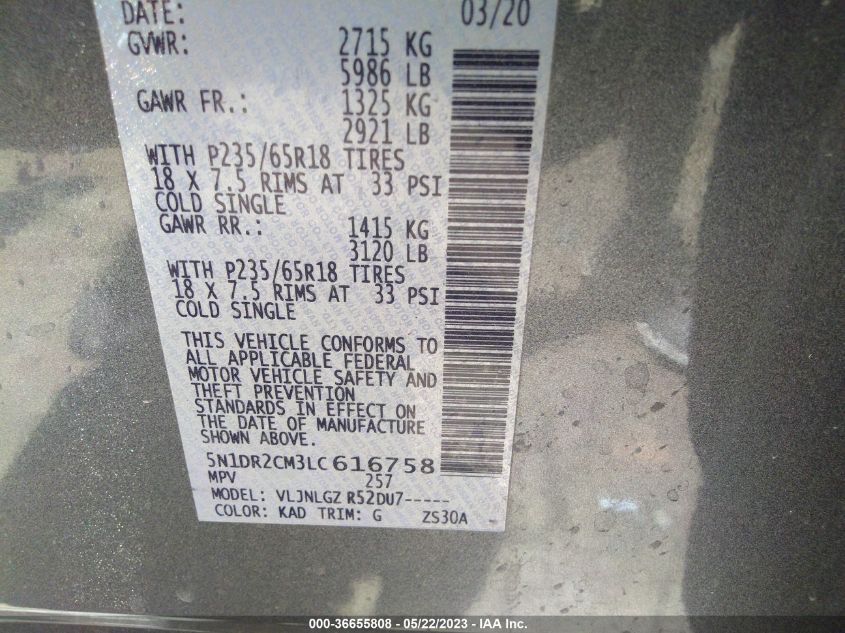 DATE: 03/20
GVWR: 2715 KG
5986 LB
GAWR FR.: 1325 KG
2921 LB
WITH P235/65R18 TIRES
18 X 7.5 RIMS AT 33 PSI
COLD SINGLE
GAWR RR.: 1415 KG
3120 LB
WITH P235/65R18 TIRES
18 X 7.5 RIMS AT 33 PSI
COLD SINGLE
THIS VEHICLE CONFORMS TO
ALL APPLICABLE FEDERAL
MOTOR VEHICLE SAFETY AND
THEFT PREVENTION
STANDARDS IN EFFECT ON
THE DATE OF MANUFACTURE
SHOWN ABOVE.
5N1DR2CM3LC616758
MPV 257
MODEL: VLJNLGZ R52DU7-----
COLOR: KAD TRIM: G ZS30A -
000-36655808 - 05/22/2023 - IAA Inc.